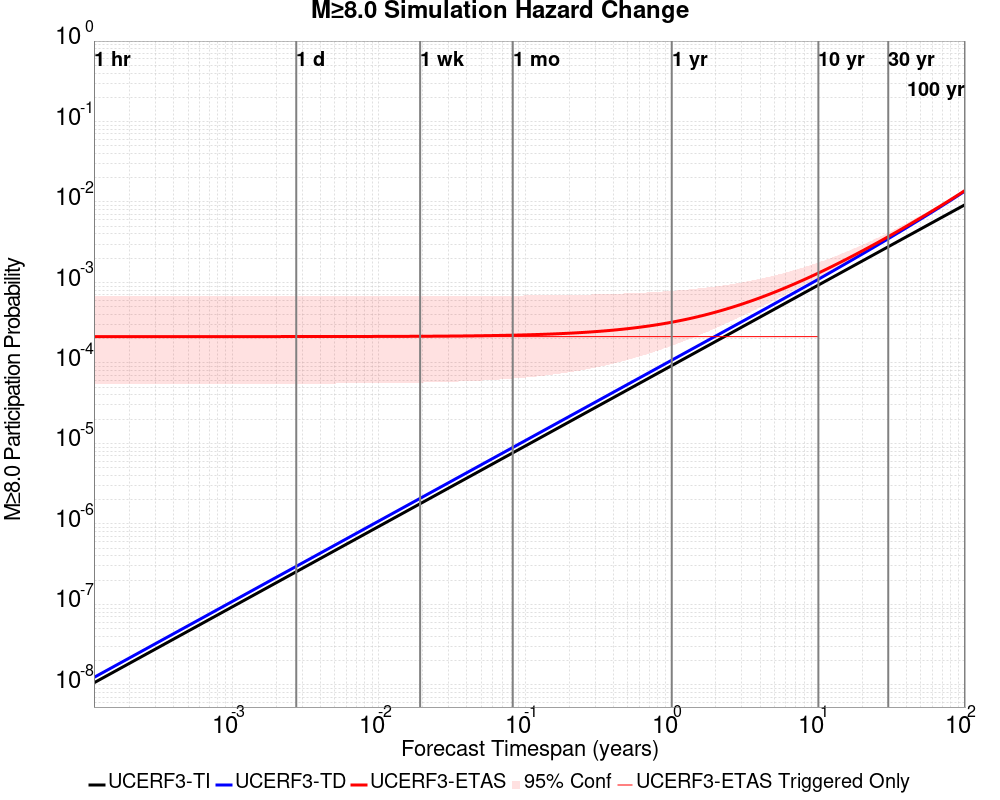 M≥8.0 Simulation Hazard Change
10^0
10^-1
10^-2
10^-3
10^-4
10^-5
10^-6
10^-7
10^-8
M≥8.0 Participation Probability
1 hr 1 d 1 wk 1 mo 1 yr 10 yr 30 yr
100 yr
10^-3 10^-2 10^-1 10^0 10^1 10^2
Forecast Timespan (years)
UCERF3-TI UCERF3-TD UCERF3-ETAS 95% Conf UCERF3-ETAS Triggered Only